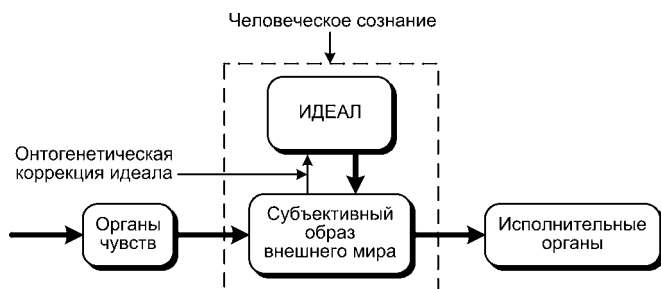 Человеческое сознание
ИДЕАЛ
Онтогенетическая
коррекция идеала
Органы
чувств
Субъективный
образ
внешнего мира
Исполнительные
органы